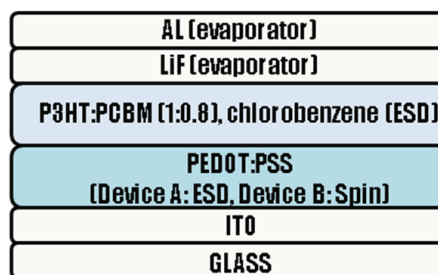 AL (evaporator)
LiF (evaporator)
P3HT:PCBM (1:0.8), chlorobenzene (ESD)
PEDOT:PSS
(Device A: ESD, Device B: Spin)
ITO
GLASS